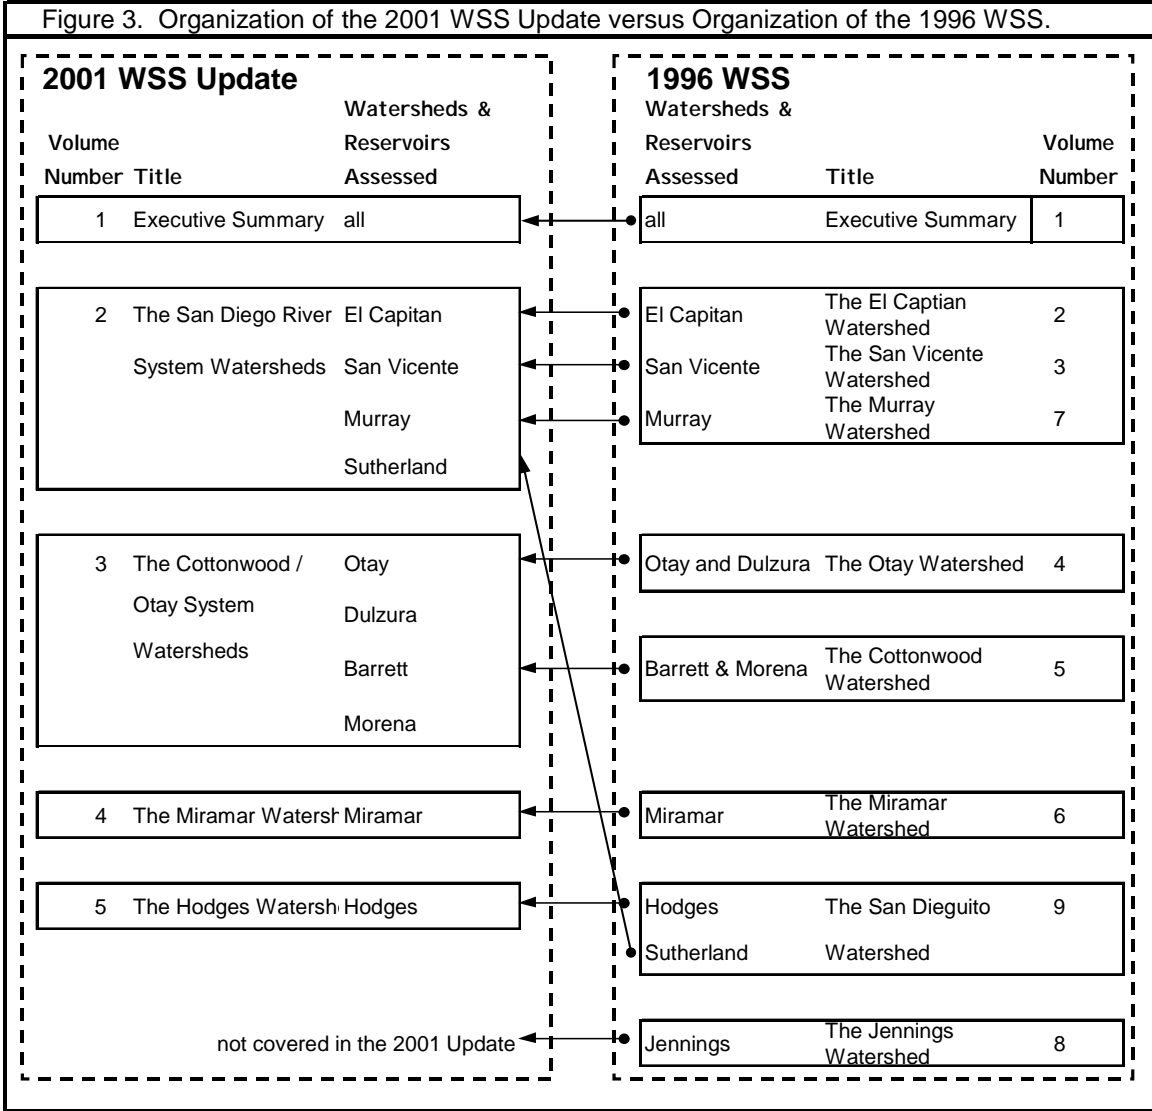 Figure 3. Organization of the 2001 WSS Update versus Organization of the 1996 WSS.
2001 WSS Update
Watersheds &
Volume Reservoirs
Number Title Assessed
1 Executive Summary all
2 The San Diego River El Capitan
System Watersheds San Vicente
Murray
Sutherland
3 The Cottonwood / Otay
Otay System
Dulzura
Watersheds
Barrett
Morena
4 The Miramar Watersh Miramar
5 The Hodges Watersh Hodges
not covered in the 2001 Update
1996 WSS
Watersheds &
Reservoirs Volume
Assessed Title Number
all Executive Summary 1
The El Captian
El Capitan 2
Watershed
The San Vicente
San Vicente 3
Watershed
The Murray
Murray 7
Watershed
Otay and Dulzura The Otay Watershed 4
The Cottonwood
Barrett & Morena 5
Watershed
The Miramar
Miramar 6
Watershed
Hodges The San Dieguito 9
Sutherland Watershed
The Jennings
Jennings 8
Watershed